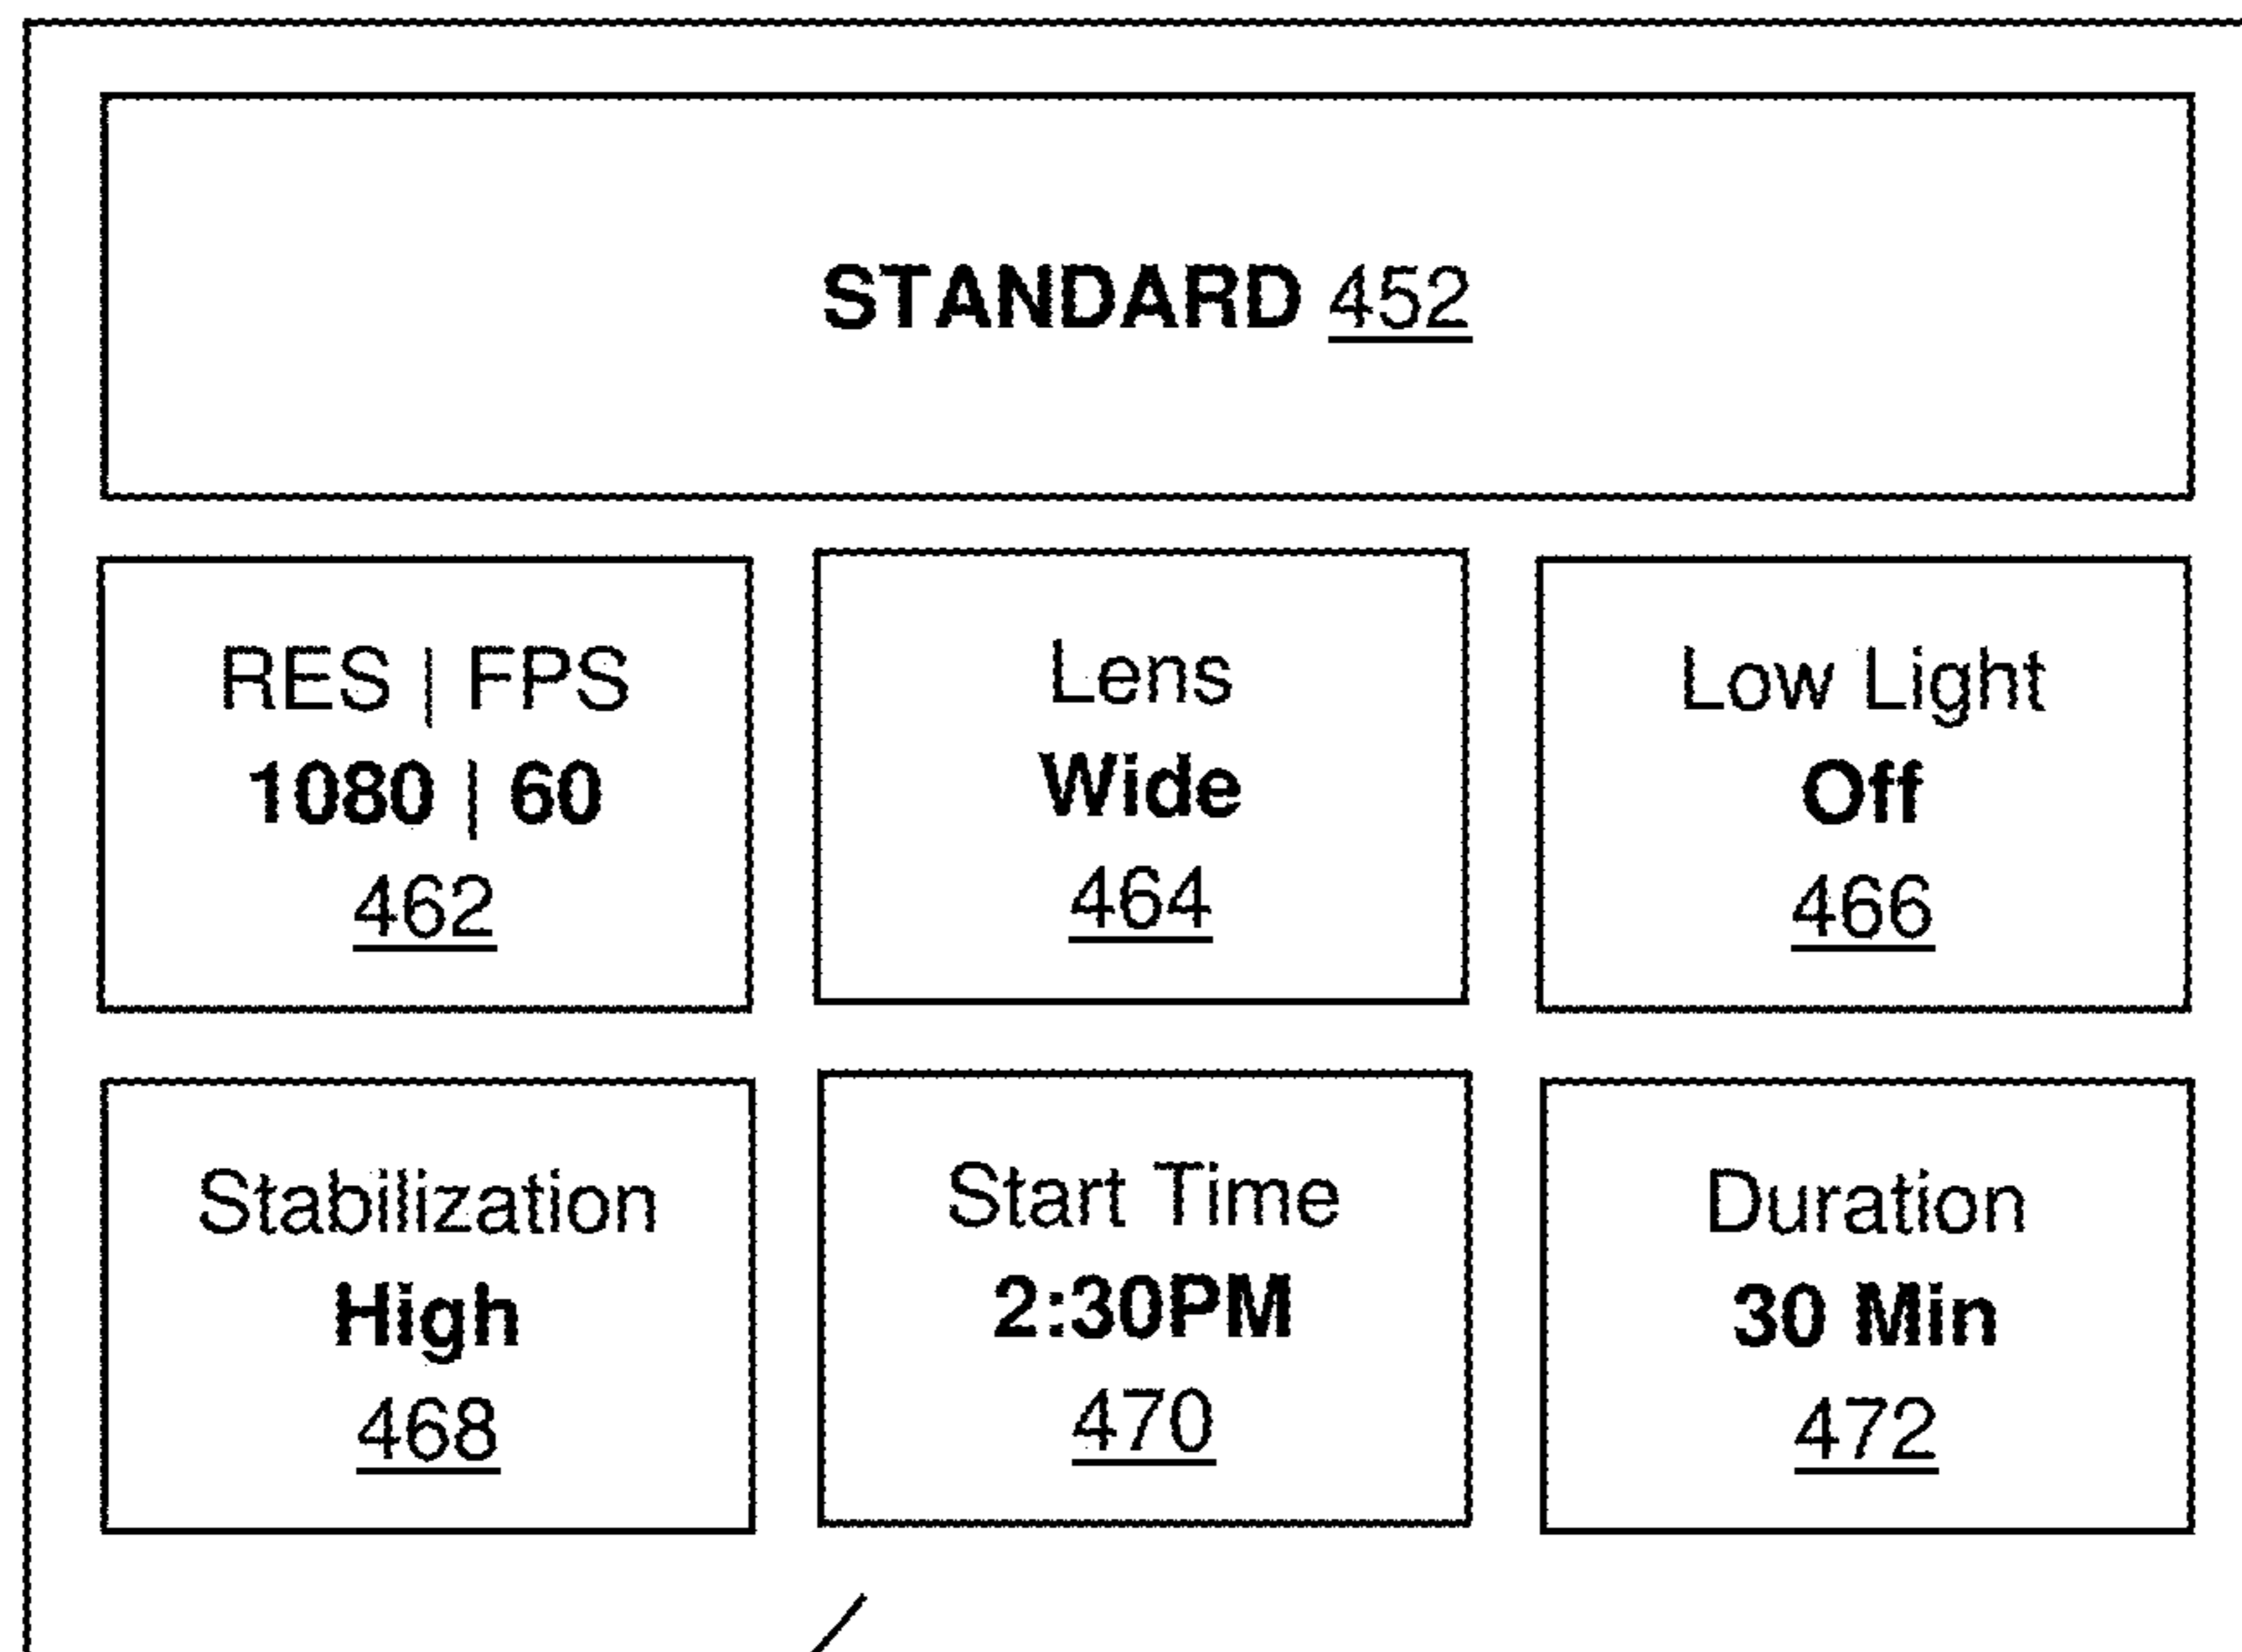 STANDARD 452
RES | FPS
1080 | 60
462
Lens
Wide
464
Low Light
Off
466
Stabilization
High
468
Start Time
2:30PM
470
Duration
30 Min
472